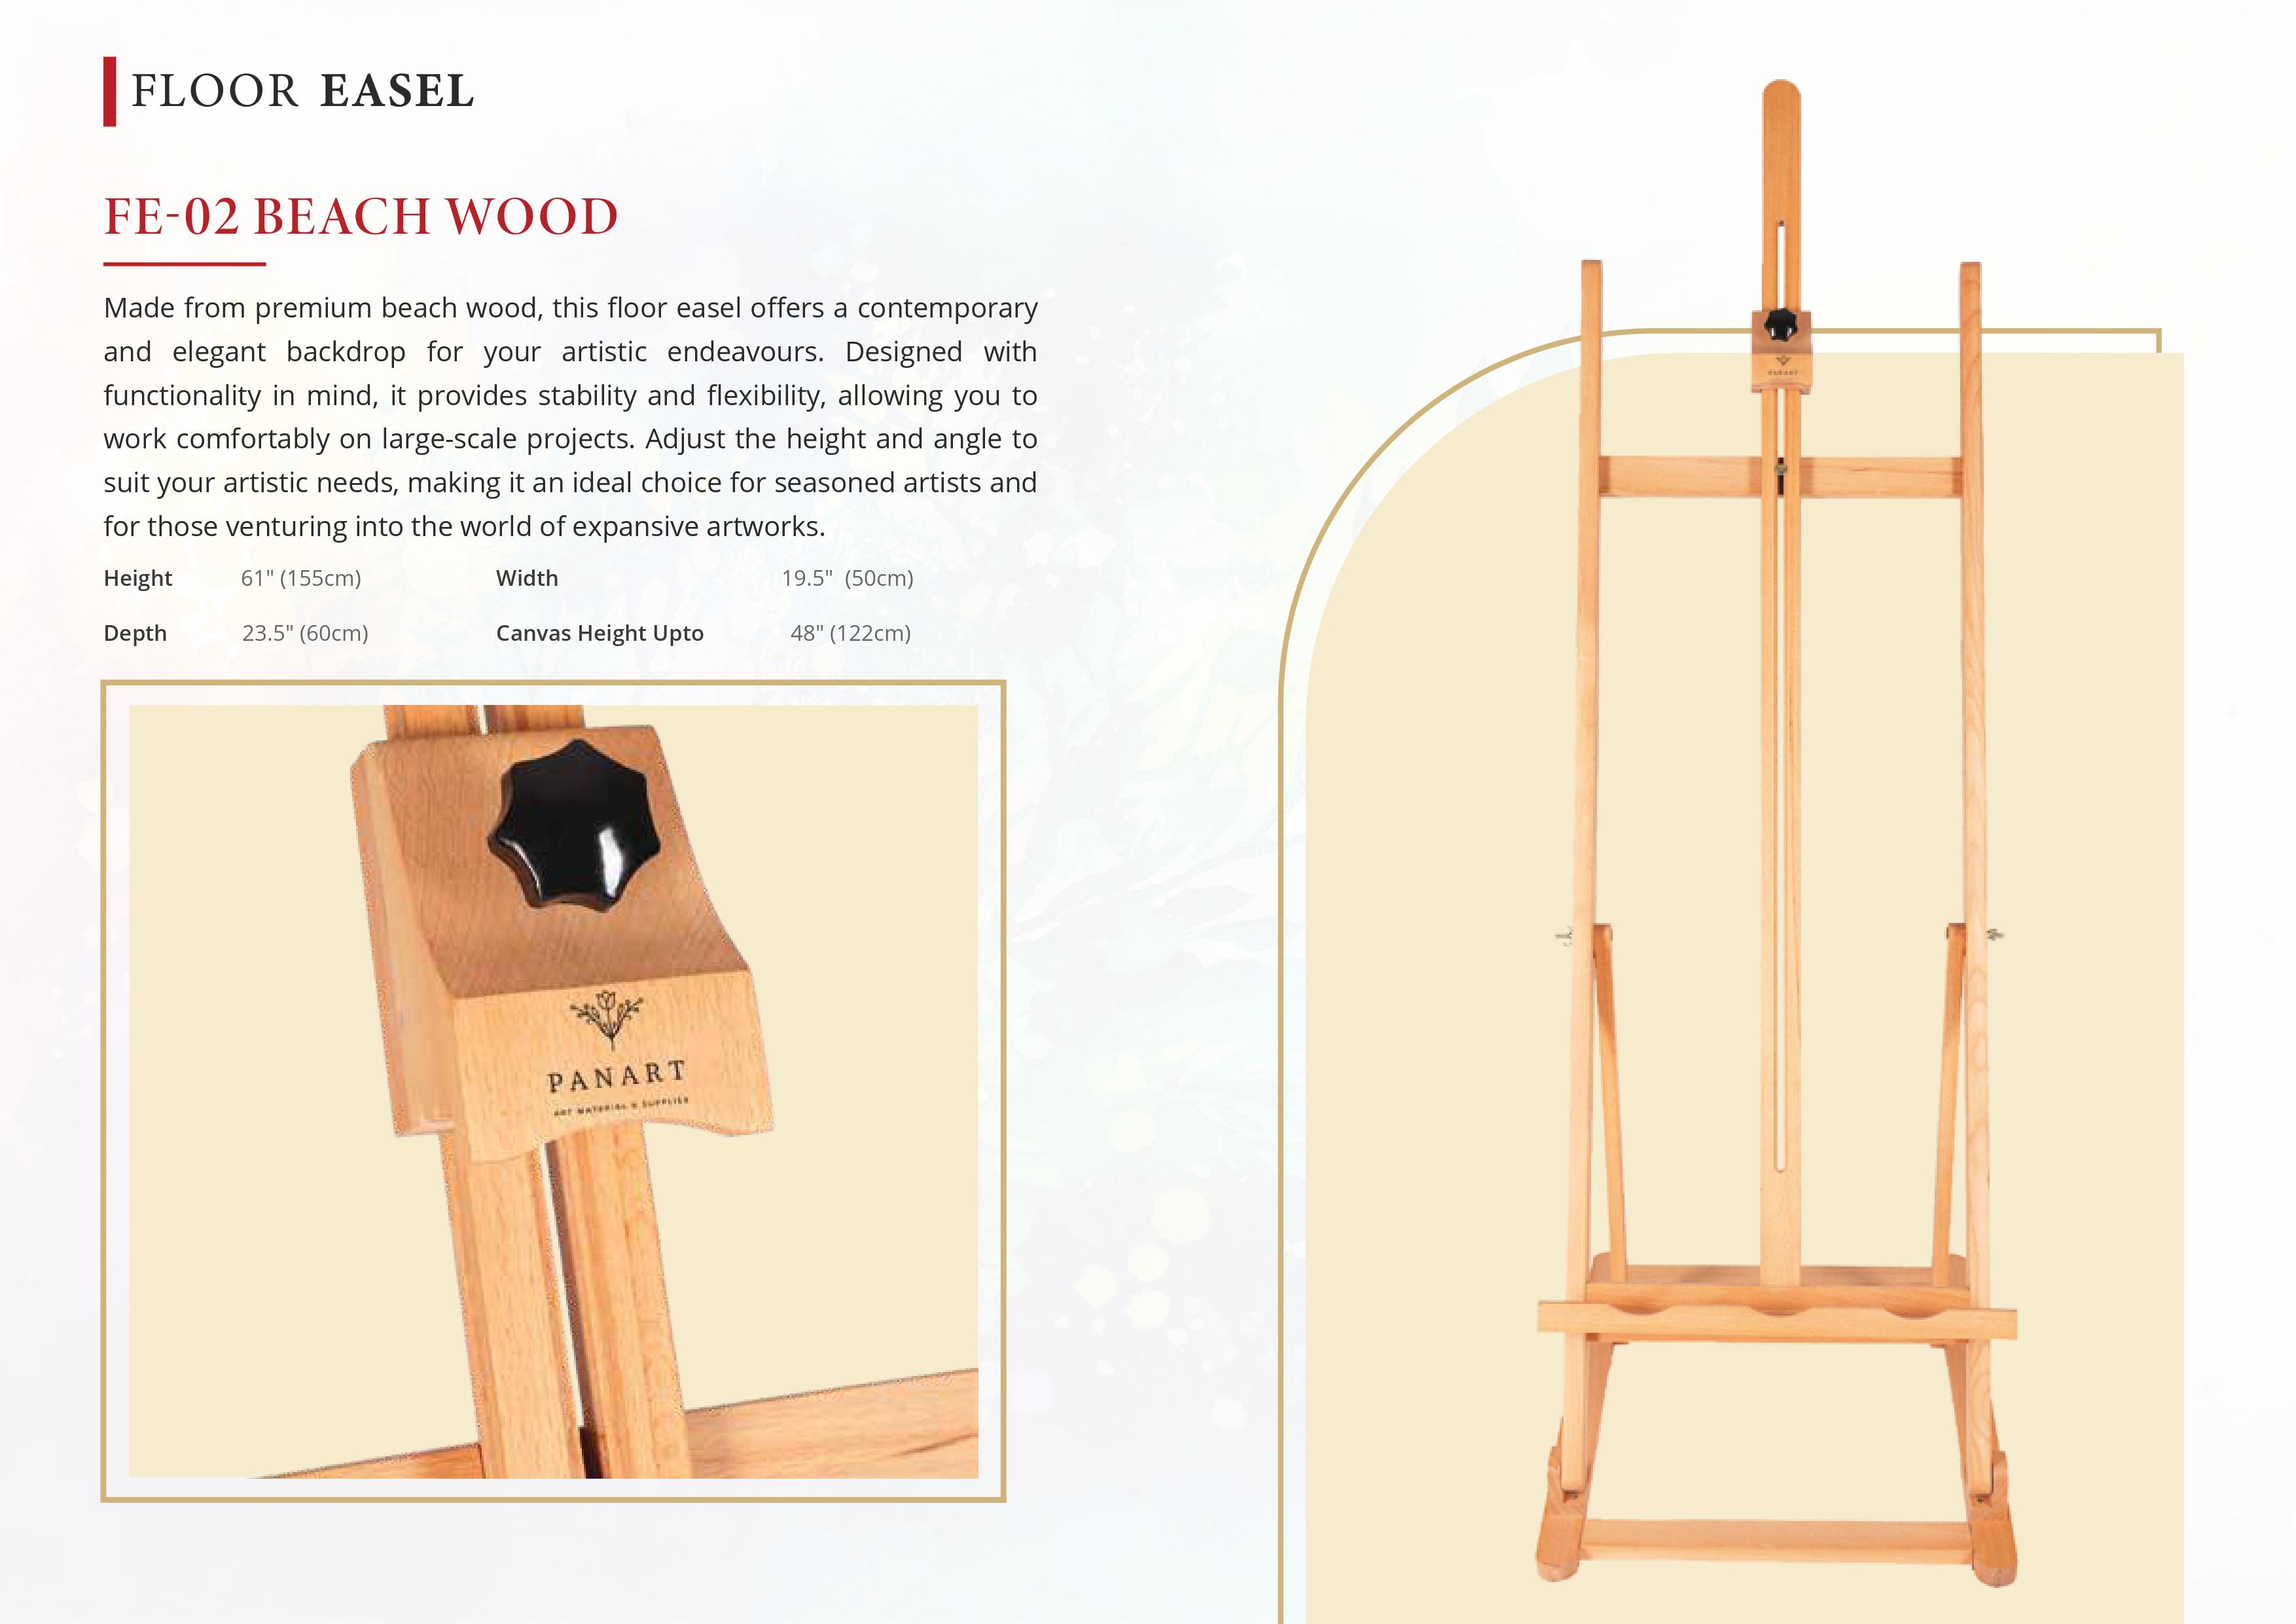 FLOOR EASEL
FE-02 BEACH WOOD
Made from premium beach wood, this floor easel offers a contemporary
and elegant backdrop for your artistic endeavours. Designed with
functionality in mind, it provides stability and flexibility, allowing you to
work comfortably on large-scale projects. Adjust the height and angle to
suit your artistic needs, making it an ideal choice for seasoned artists and
for those venturing into the world of expansive artworks.
Height 61" (155cm) Width 19.5" (50cm)
Depth 23.5" (60cm) Canvas Height Upto 48" (122cm)
PANART
ART MATERIAL & SUPPLIES
PANART